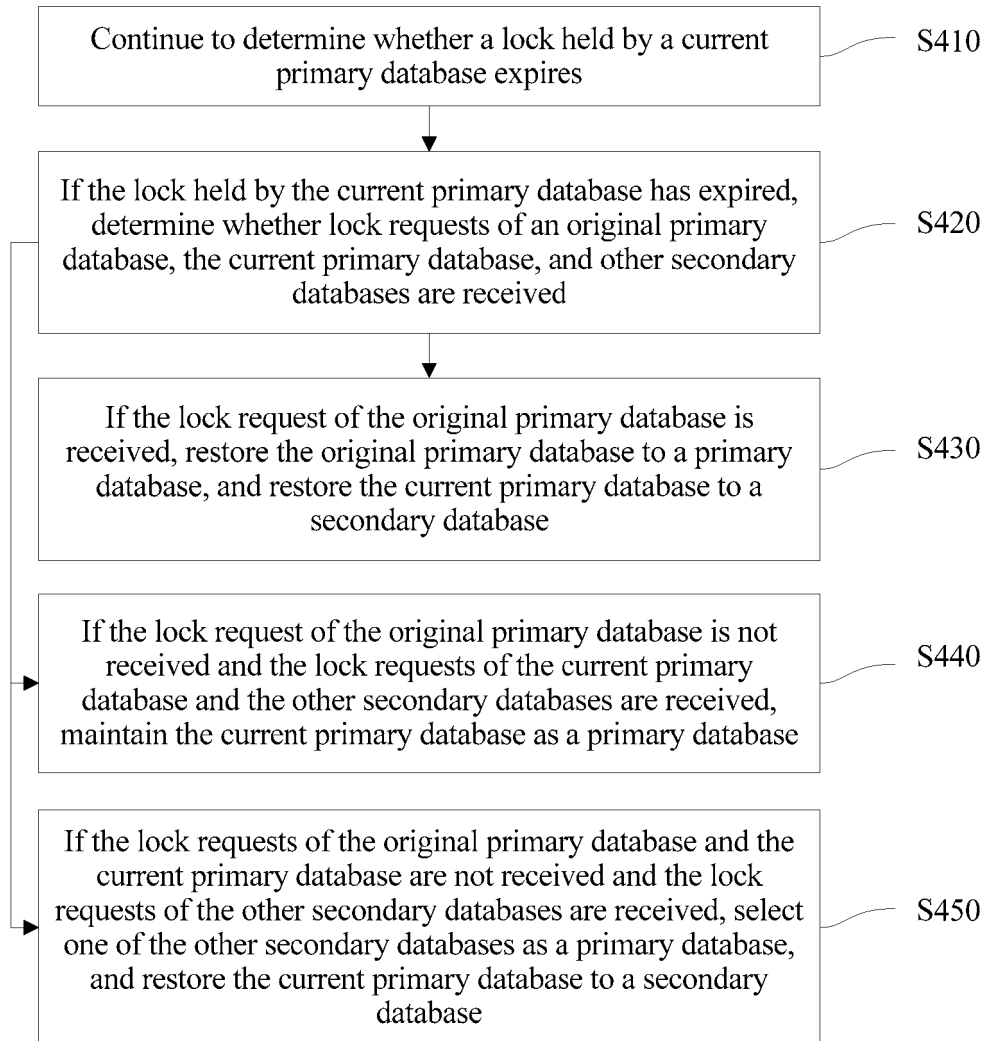 Continue to determine whether a lock held by a current
primary database expires
S410
If the lock held by the current primary database has expired,
determine whether lock requests of an original primary
database, the current primary database, and other secondary
databases are received
S420
If the lock request of the original primary database is
received, restore the original primary database to a primary
database, and restore the current primary database to a
secondary database
S430
If the lock request of the original primary database is not
received and the lock requests of the current primary
database and the other secondary databases are received,
maintain the current primary database as a primary database
S440
If the lock requests of the original primary database and the
current primary database are not received and the lock
requests of the other secondary databases are received, select
one of the other secondary databases as a primary database,
and restore the current primary database to a secondary
database
S450